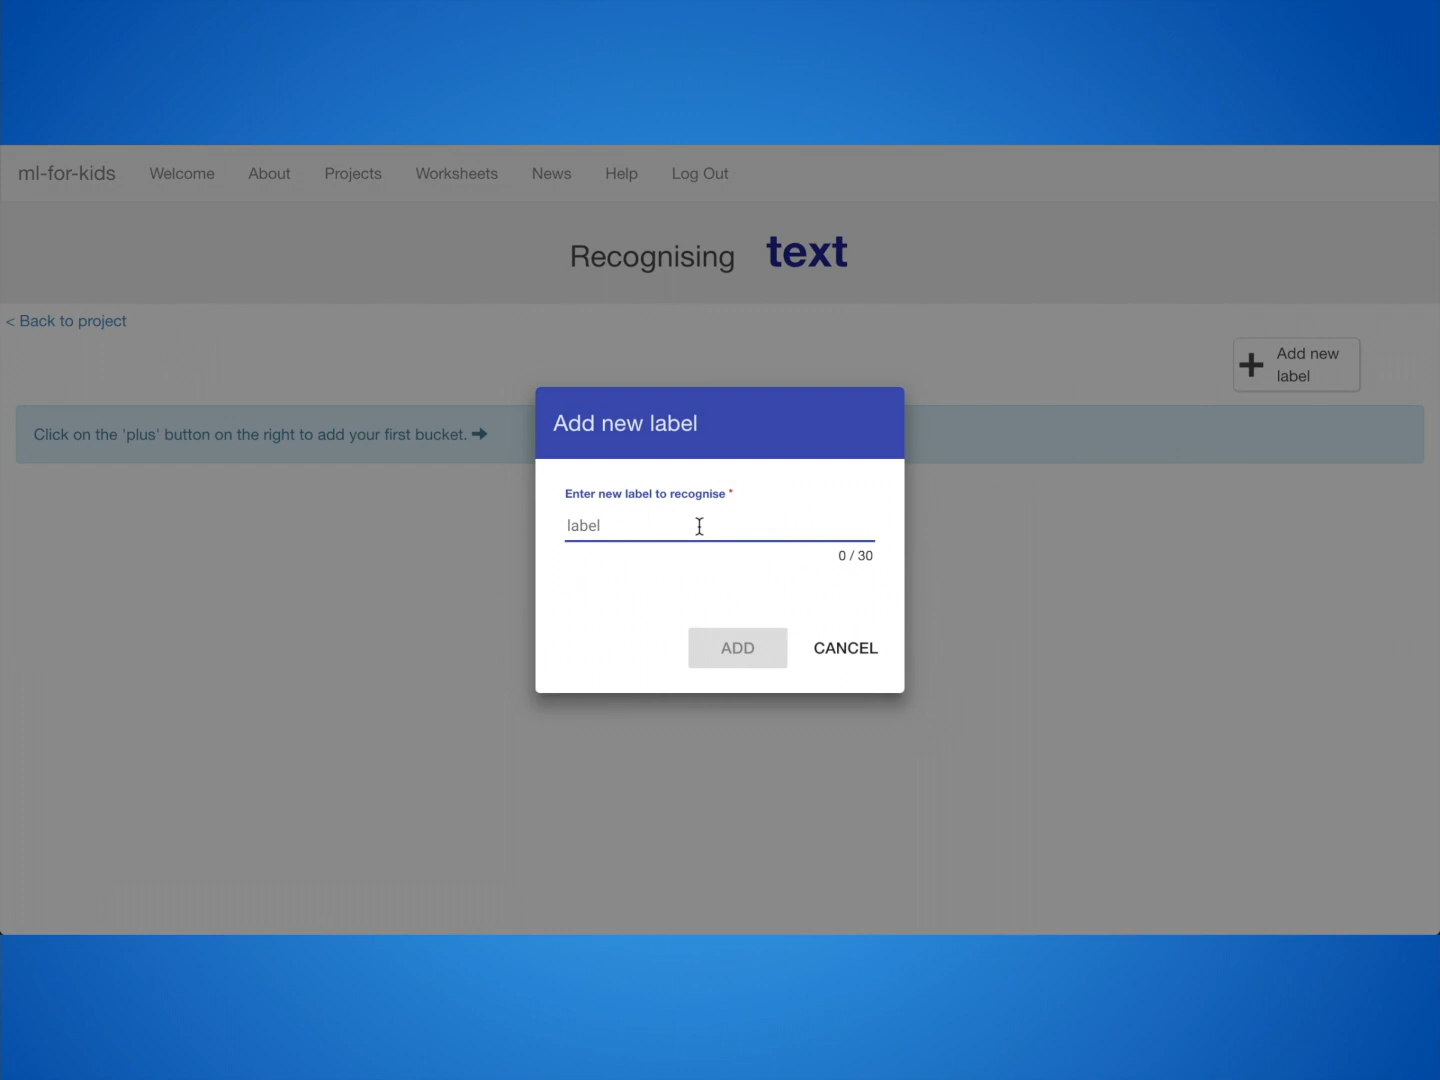 ml-for-kids Welcome About Projects Worksheets News Help Log Out
Recognising text
< Back to project
Add new
label
Click on the 'plus' button on the right to add your first bucket.
Add new label
Enter new label to recognise *
label
0 / 30
ADD CANCEL